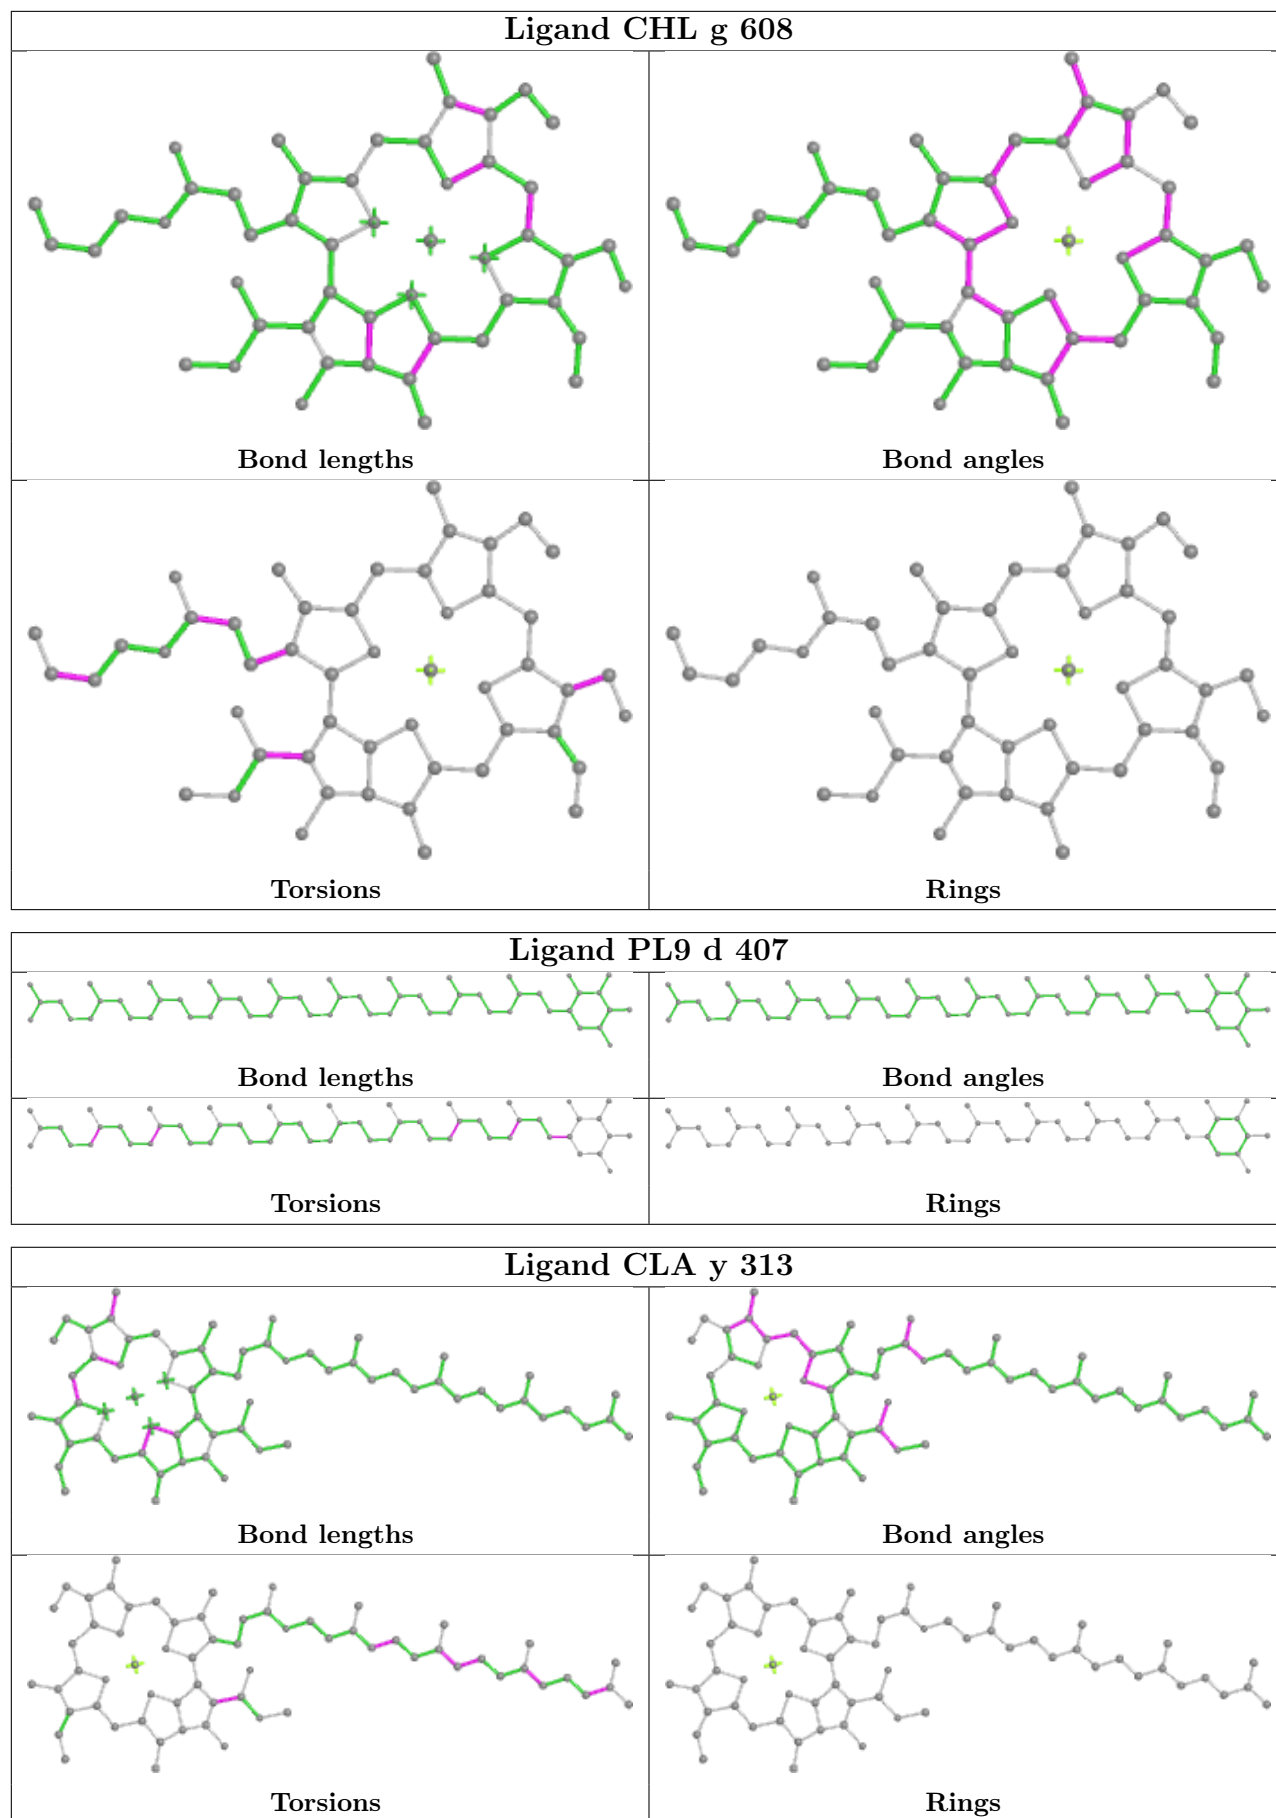 Ligand CHL g 608
Bond lengths
Bond angles
Torsions
Rings
Ligand PL9 d 407
Bond lengths
Bond angles
Torsions
Rings
Ligand CLA y 313
Bond lengths
Bond angles
Torsions
Rings